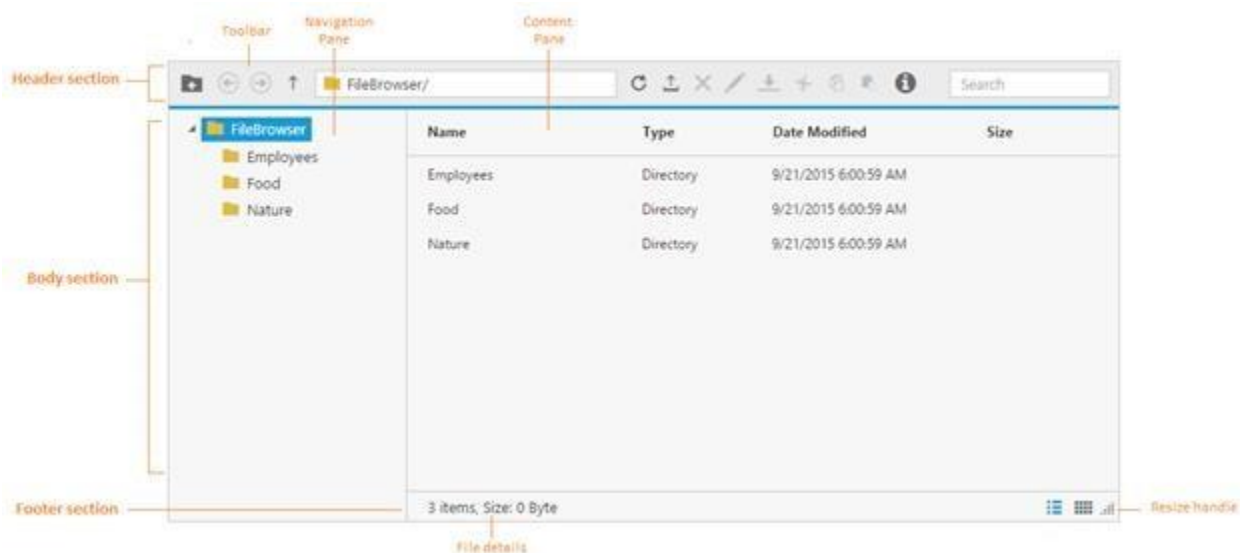 Toolbar
Navigation
Pane
Content
Pane
Header section
FileBrowser/
Search
FileBrowser
Employees
Food
Nature
Name Type Date Modified Size
Employees Directory 9/21/2015 6:00:59 AM
Food Directory 9/21/2015 6:00:59 AM
Nature Directory 9/21/2015 6:00:59 AM
Body section
Footer section
3 items, Size: 0 Byte
Resize handle
File details